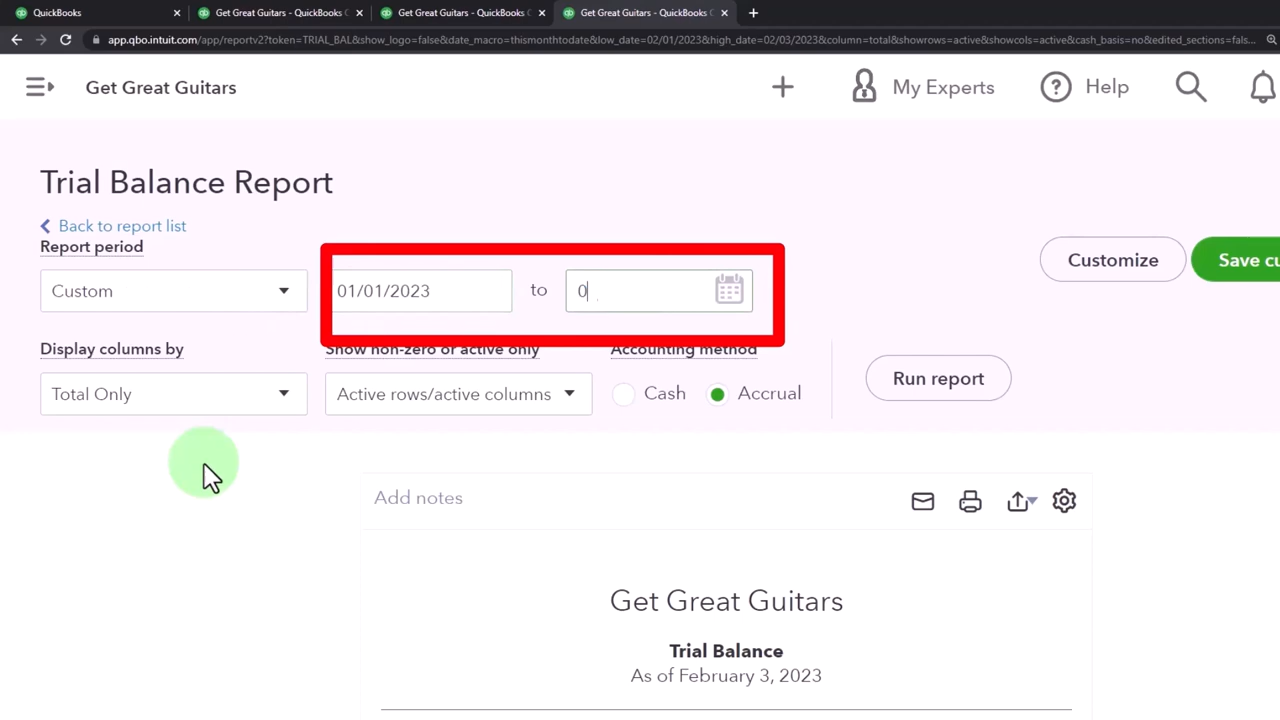 QuickBooks
Get Great Guitars - QuickBooks C
Get Great Guitars - QuickBooks C
Get Great Guitars - QuickBooks C
app.qbo.intuit.com/app/reportv2?token=TRIAL_BAL&show_logo=false&date_macro=thismonthtodate&low_date=02/01/2023&high_date=02/03/2023&column=total&showrows=active&showcols=active&cash_basis=no&edited_sections=fals...
Get Great Guitars
My Experts
Help
Trial Balance Report
Back to report list
Report period
Custom
01/01/2023 to 0
Customize
Save cu
Display columns by
Show non-zero or active only
Accounting method
Total Only
Active rows/active columns
Cash
Accrual
Run report
Add notes
Get Great Guitars
Trial Balance
As of February 3, 2023